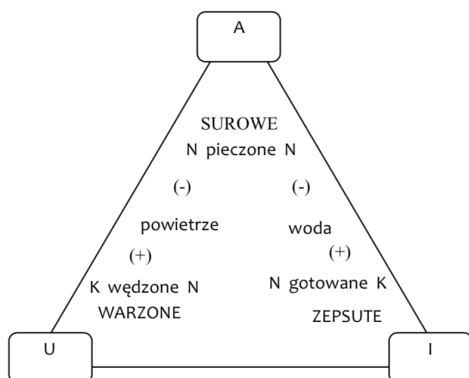 A
SUROWE
N pieczone N
(-) (-)
powietrze woda
(+) (+)
K wędzone N N gotowane K
WARZONE ZEPSUTE
U I